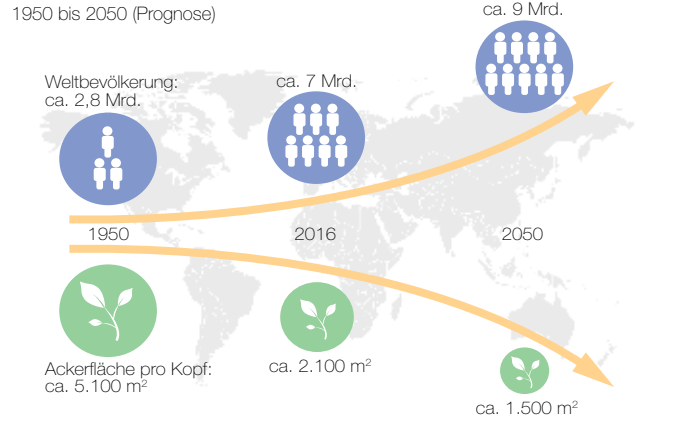 1950 bis 2050 (Prognose)
ca. 9 Mrd.
Weltbevölkerung:
ca. 2,8 Mrd.
ca. 7 Mrd.
1950
2016
2050
Ackerfläche pro Kopf:
ca. 5.100 m²
ca. 2.100 m²
ca. 1.500 m²